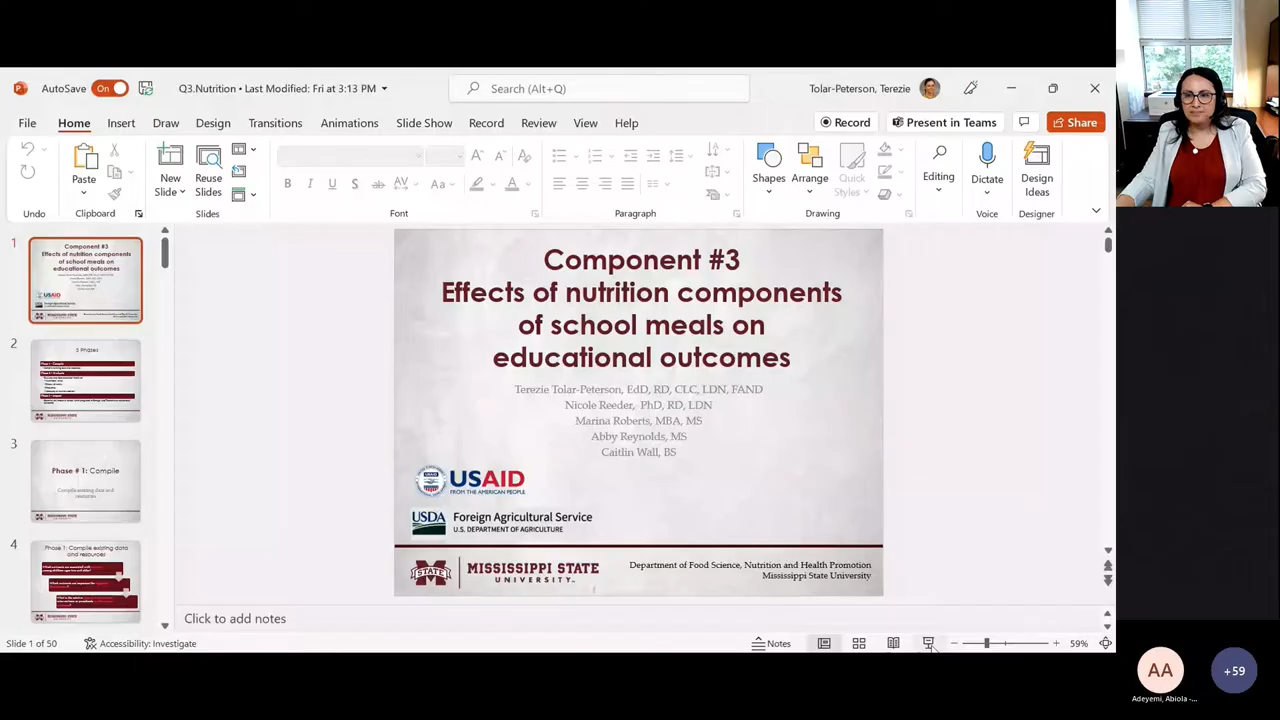 AutoSave
On
Q3.Nutrition • Last Modified: Fri at 3:13 PM
Search (Alt+Q)
Tolar-Peterson, Terezie
File
Home
Insert
Draw
Design
Transitions
Animations
Slide Show
Record
Review
View
Help
Record
Present in Teams
Share
Paste
New
Slide
Reuse
Slides
B
I
U
S
ab
AV
Aa
A
Shapes
Arrange
Quick
Styles
Editing
Dictate
Design
Ideas
Undo
Clipboard
Slides
Font
Paragraph
Drawing
Voice
Designer
1
Component #3
Effects of nutrition components
of school meals on
educational outcomes
USAID
2
3 Phases
3
Phase # 1: Compile
Compile existing data and
resources
4
Phase 1: Compile existing data
and resources
Component #3
Effects of nutrition components
of school meals on
educational outcomes
Terezie Tolar-Peterson, EdD, RD, CLC, LDN, FAND
Nicole Reeder, PhD, RD, LDN
Marina Roberts, MBA, MS
Abby Reynolds, MS
Caitlin Wall, BS
USAID
FROM THE AMERICAN PEOPLE
USDA
Foreign Agricultural Service
U.S. DEPARTMENT OF AGRICULTURE
STATE
MISSISSIPPI STATE
UNIVERSITY
Department of Food Science, Nutrition and Health Promotion
Mississippi State University
Click to add notes
Slide 1 of 50
Accessibility: Investigate
Notes
59%
AA
+59
Adeyemi, Abiola -...